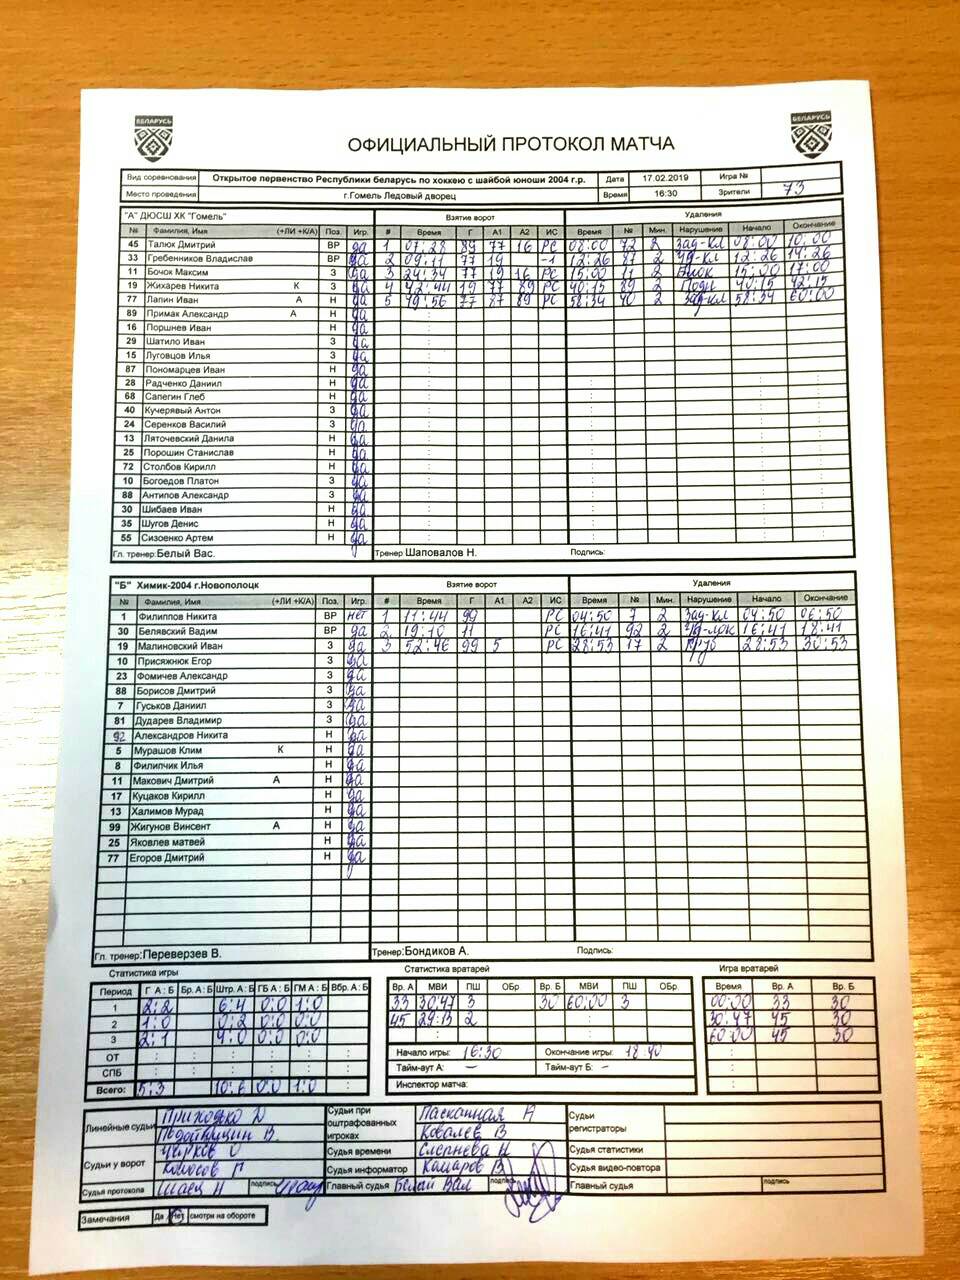 БЕЛАРУСЬ БЕЛАРУСЬ
ОФИЦИАЛЬНЫЙ ПРОТОКОЛ МАТЧА
Вид соревнования Открытое первенство Республики беларусь по хоккею с шайбой юноши 2004 г.р. Дата 17.02.2019 Игра №
Место проведения г.Гомель Ледовый дворец Время 16:30 Зрители 73
"А" ДЮСШ ХК "Гомель" Взятие ворот Удаления
№ Фамилия, Имя (+ЛИ +К/А) Поз. Игр. # Время Г А1 А2 ИС Время № Мин. Нарушение Начало Окончание
45 Талюк Дмитрий ВР да 1 07:28 89 77 16 РС 08:00 72 2 Зад-кл 08:00 10:00
33 Гребенников Владислав ВР да 2 09:11 77 19 -1 12:26 87 2 12:26 14:26
11 Бочок Максим З да 3 24:34 77 19 16 РС 15:00 11 2 Блок 15:00 17:00
19 Жихарев Никита К З да 4 42:44 19 77 89 РС 40:15 89 2 Подн 40:15 42:15
77 Лапин Иван Н да 5 49:56 77 87 89 РС 58:34 40 2 Зад-кл 58:34 60:00
89 Примак Александр А Н да
16 Поршнев Иван Н да
29 Шатило Иван З да
15 Луговцов Илья З да
87 Пономарцев Иван Н да
28 Радченко Даниил Н да
68 Сапегин Глеб Н да
40 Кучерявый Антон З да
24 Серенков Василий З да
13 Ляточевский Данила Н да
25 Порошин Станислав Н да
72 Столбов Кирилл Н да
10 Богоедов Платон З да
88 Антипов Александр З да
30 Шибаев Иван Н да
35 Шугов Денис Н да
55 Сизоенко Артем Н да
Гл. тренер:Белый Вас. Тренер Шаповалов Н. Подпись:
"Б" Химик-2004 г.Новополоцк Взятие ворот Удаления
№ Фамилия, Имя (+ЛИ +К/А) Поз. Игр. # Время Г А1 А2 ИС Время № Мин. Нарушение Начало Окончание
1 Филиппов Никита ВР нет 1 11:44 99 РС 04:50 7 2 Зад-кл 04:50 06:50
30 Белявский Вадим ВР да 2 19:10 11 РС 16:41 92 2 16:41 18:41
19 Малиновский Иван З да 3 52:46 99 5 РС 28:53 17 2 Груб 28:53 30:53
10 Присяжнюк Егор З да
23 Фомичев Александр З да
88 Борисов Дмитрий З да
7 Гуськов Даниил З да
81 Дударев Владимир З да
92 Александров Никита Н да
5 Мурашов Клим К Н да
8 Филипчик Илья Н да
11 Макович Дмитрий А Н да
17 Куцаков Кирилл Н да
13 Халимов Мурад Н да
99 Жигунов Винсент А Н да
25 Яковлев матвей Н да
77 Егоров Дмитрий Н да
Гл. тренер:Переверзев В. Тренер:Бондиков А. Подпись:
Статистика игры Статистика вратарей Игра вратарей
Период Г А : Б Бр. А : Б Штр. А : Б ГБ А : Б ГМ А : Б Вбр. А : Б Вр. А МВИ ПШ ОБр Вр. Б МВИ ПШ ОБр. Время Вр. А Вр. Б
1 2:2 6:4 0:0 1:0 33 30:47 3 30 60:00 3 00:00 33 30
2 1:0 0:2 0:0 0:0 45 29:13 2 30:47 45 30
3 2:1 4:0 0:0 0:0 60:00 45 30
ОТ Начало игры: 16:30 Окончание игры: 18:40
СПБ Тайм-аут А: – Тайм-аут Б: –
Всего: 5:3 10:6 0:0 1:0 Инспектор матча:
Линейные судьи Приходько Д Судьи при оштрафованных игроках Пасканная А Судьи регистраторы
Ковалев В
Судьи у ворот О Судья времени Слепнева Н Судья статистики
Колосов Г Судья информатор Комаров В Судья видео-повтора
Судья протокола Шаец Н подпись Главный судья Белый Вал подпись Главный судья подпись
Замечания Да Нет смотри на обороте